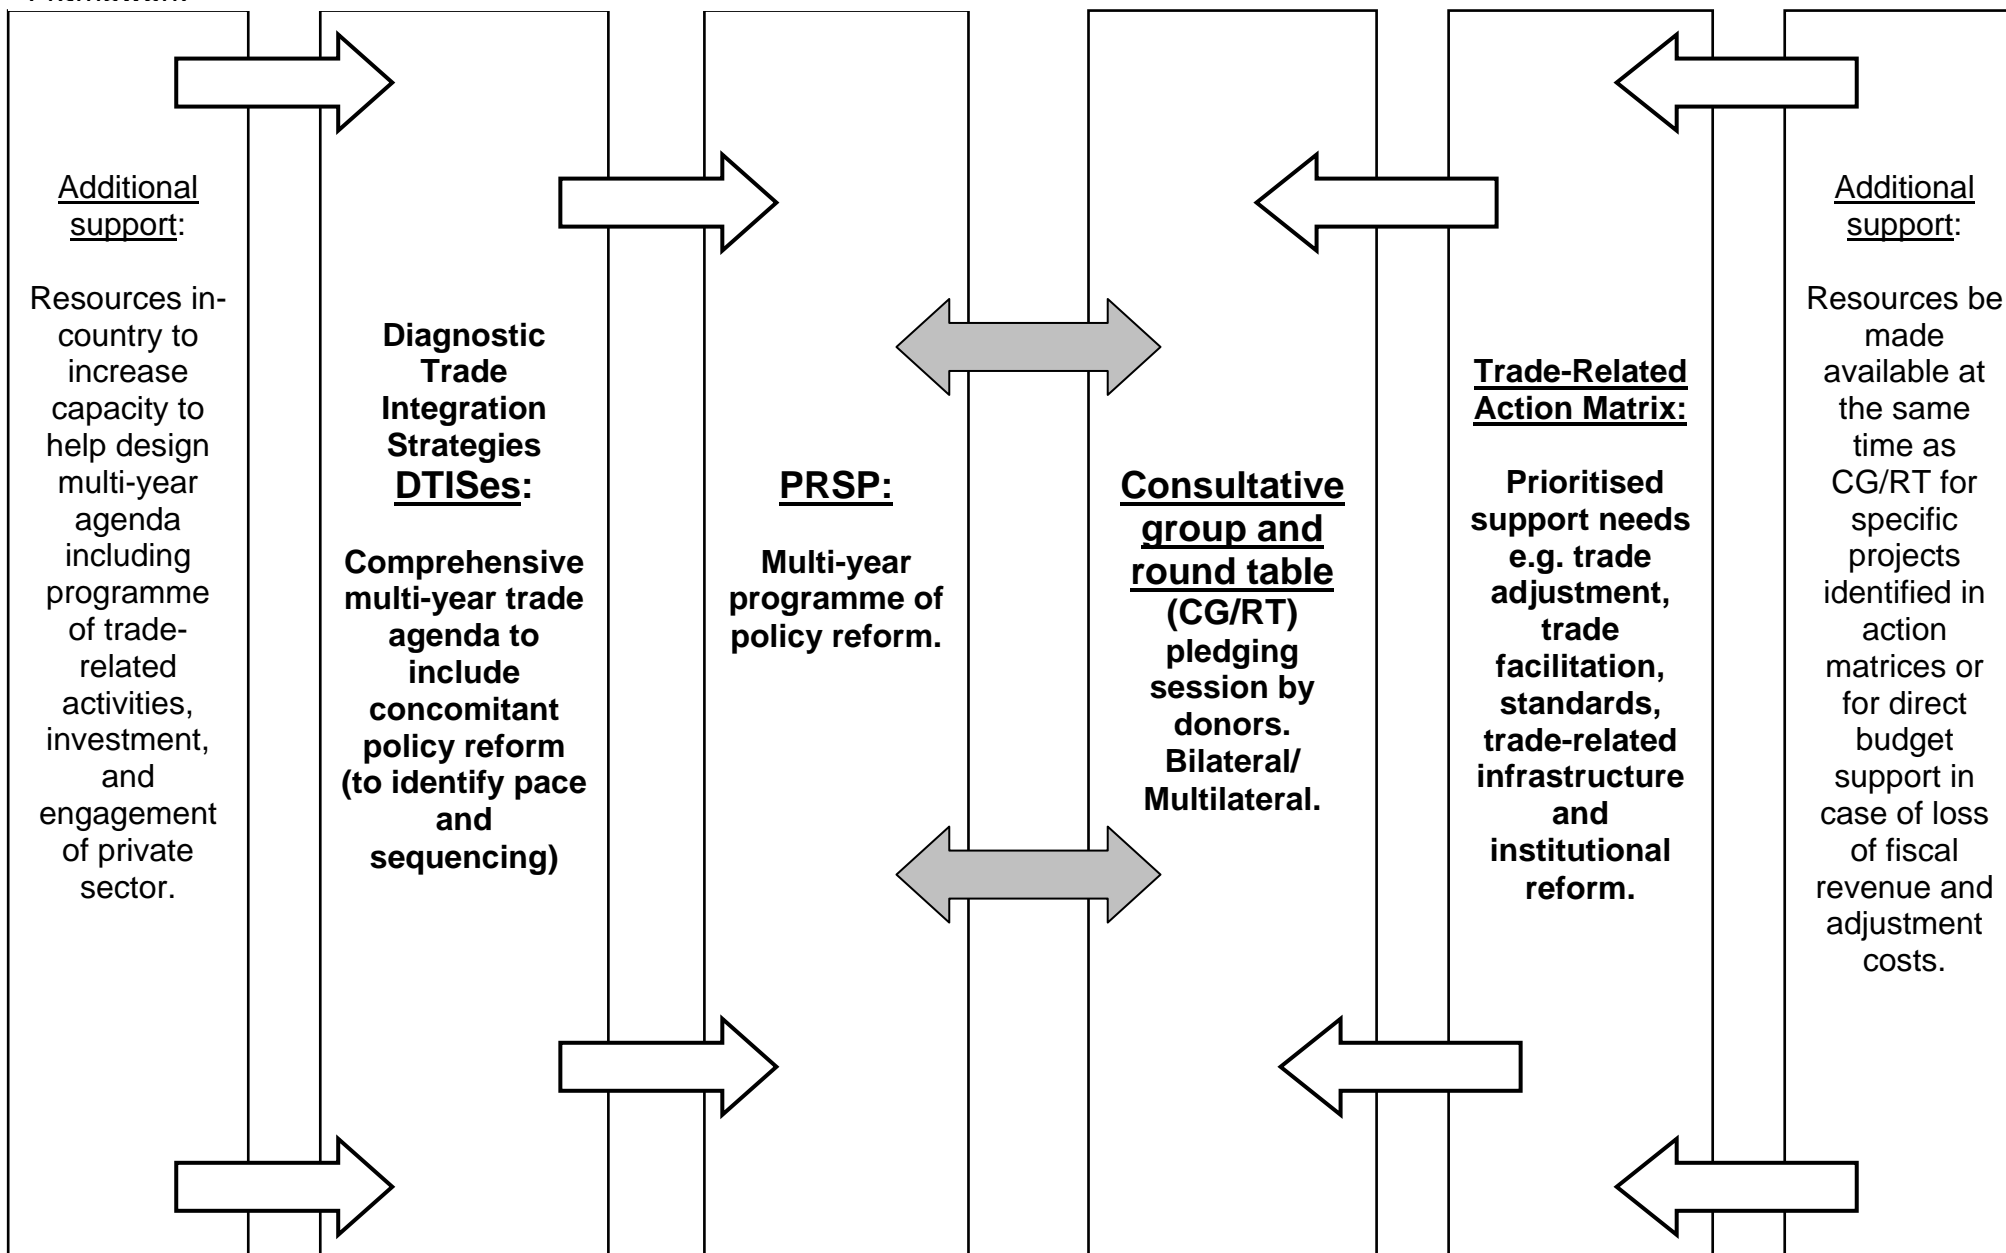 Additional
support:
Resources in-
country to
increase
capacity to
help design
multi-year
agenda
including
programme
of trade-
related
activities,
investment,
and
engagement
of private
sector.
Diagnostic
Trade
Integration
Strategies
DTISes:
Comprehensive
multi-year trade
agenda to
include
concomitant
policy reform
(to identify pace
and
sequencing)
PRSP:
Multi-year
programme of
policy reform.
Consultative
group and
round table
(CG/RT)
pledging
session by
donors.
Bilateral/
Multilateral.
Trade-Related
Action Matrix:
Prioritised
support needs
e.g. trade
adjustment,
trade
facilitation,
standards,
trade-related
infrastructure
and
institutional
reform.
Additional
support:
Resources be
made
available at
the same
time as
CG/RT for
specific
projects
identified in
action
matrices or
for direct
budget
support in
case of loss
of fiscal
revenue and
adjustment
costs.